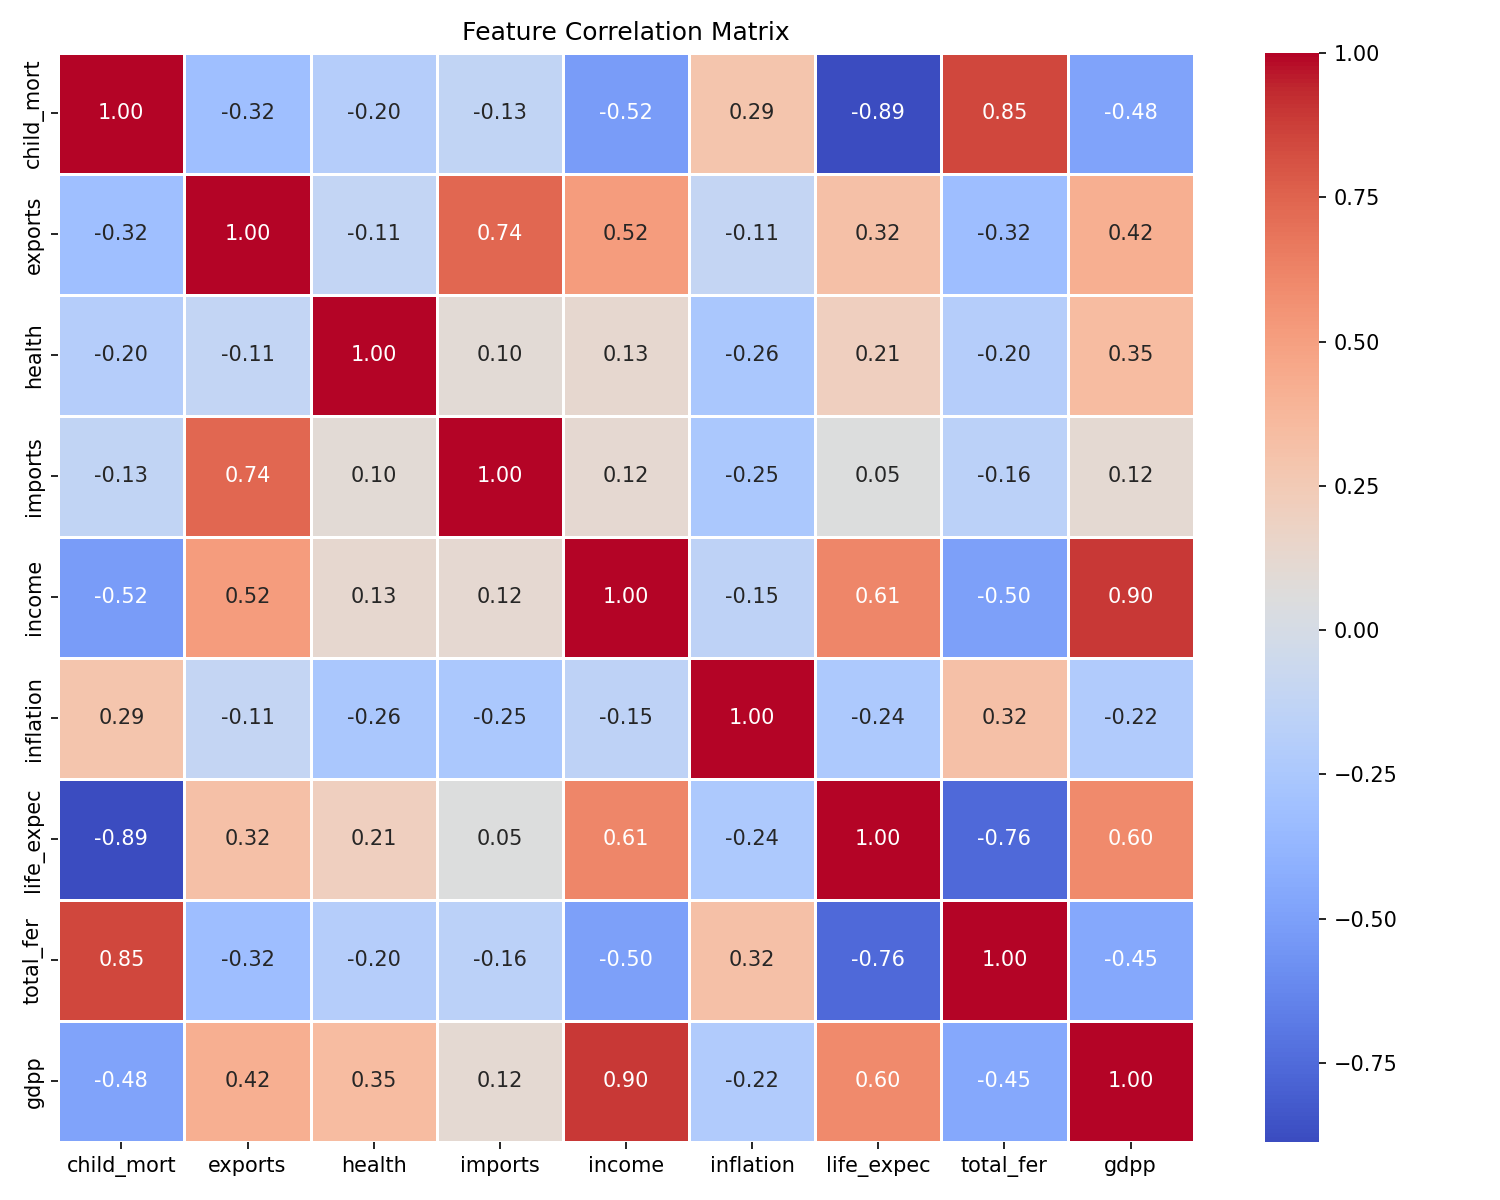 Feature Correlation Matrix
child_mort 1.00 -0.32 -0.20 -0.13 -0.52 0.29 -0.89 0.85 -0.48
exports -0.32 1.00 -0.11 0.74 0.52 -0.11 0.32 -0.32 0.42
health -0.20 -0.11 1.00 0.10 0.13 -0.26 0.21 -0.20 0.35
imports -0.13 0.74 0.10 1.00 0.12 -0.25 0.05 -0.16 0.12
income -0.52 0.52 0.13 0.12 1.00 -0.15 0.61 -0.50 0.90
inflation 0.29 -0.11 -0.26 -0.25 -0.15 1.00 -0.24 0.32 -0.22
life_expec -0.89 0.32 0.21 0.05 0.61 -0.24 1.00 -0.76 0.60
total_fer 0.85 -0.32 -0.20 -0.16 -0.50 0.32 -0.76 1.00 -0.45
gdpp -0.48 0.42 0.35 0.12 0.90 -0.22 0.60 -0.45 1.00
child_mort exports health imports income inflation life_expec total_fer gdpp
1.00
0.75
0.50
0.25
0.00
−0.25
−0.50
−0.75